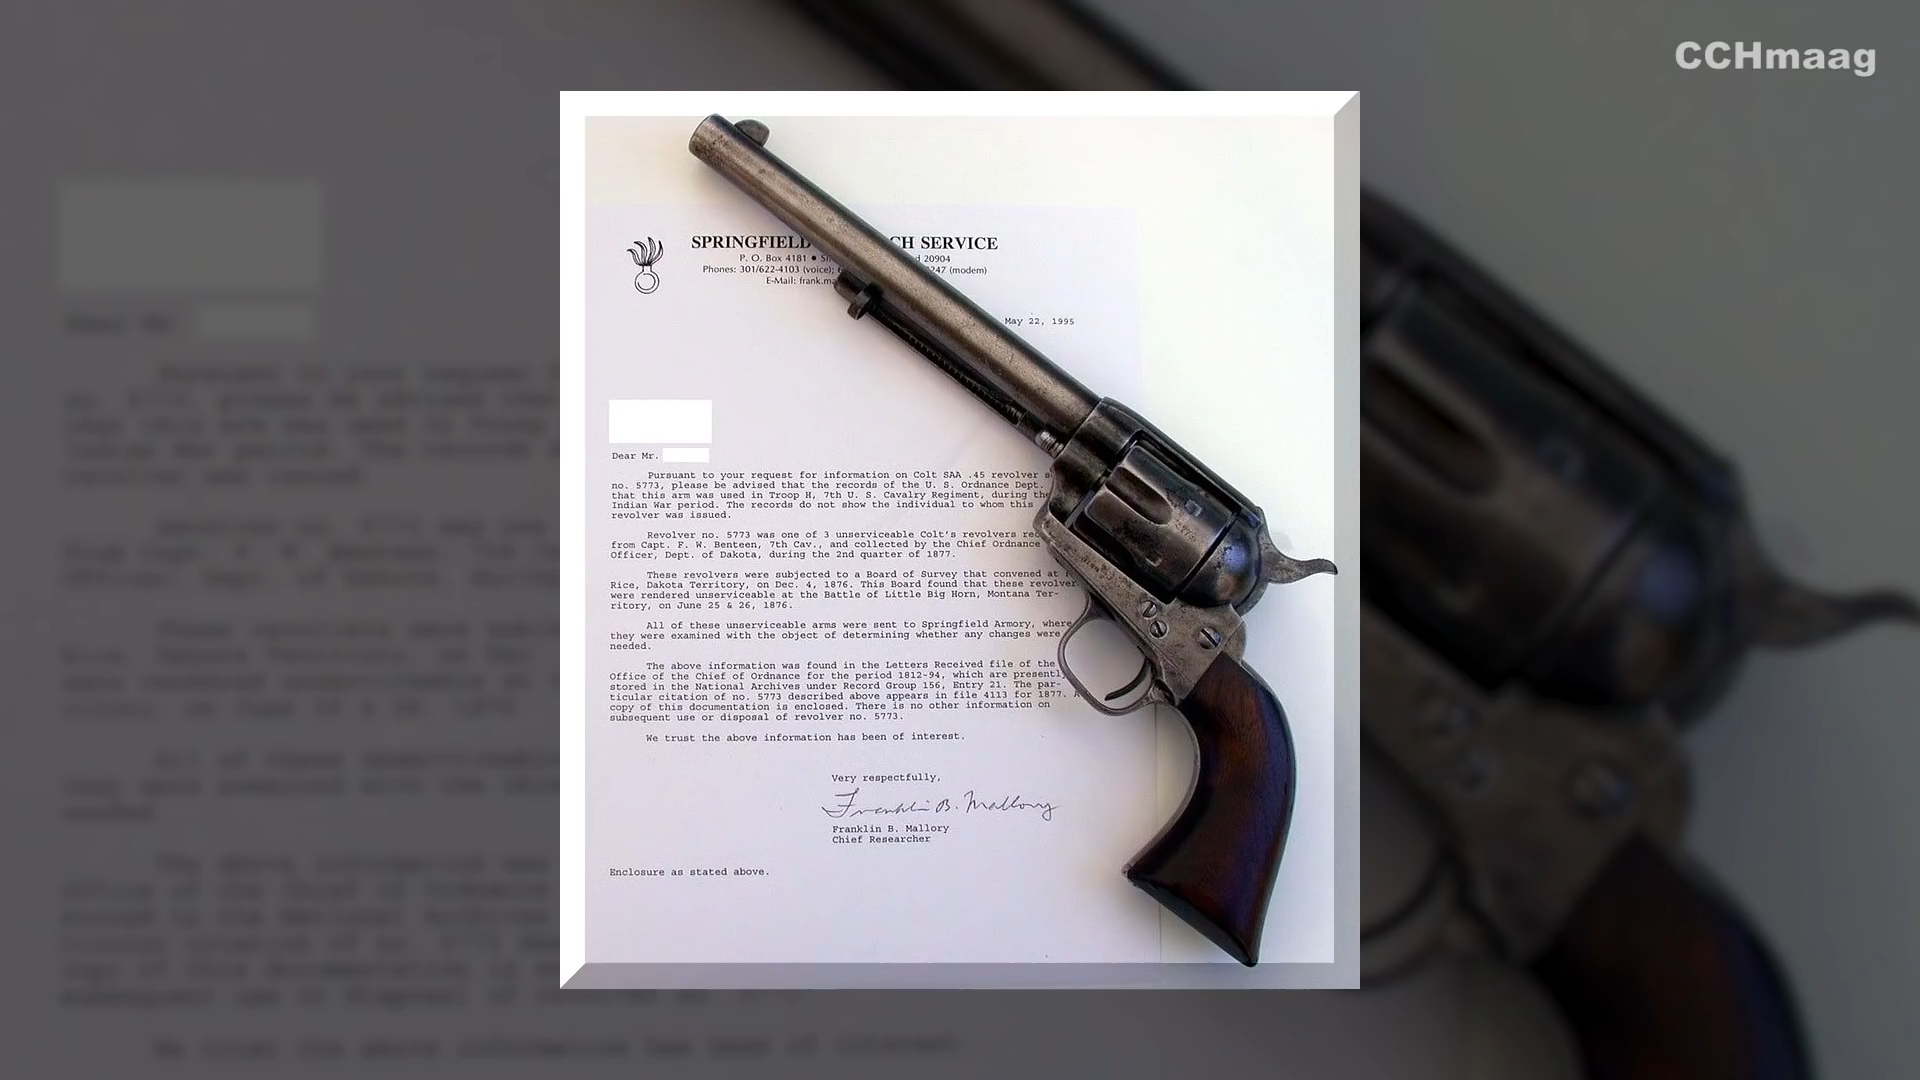 CCHmaag
SPRINGFIELD CH SERVICE
P. O. Box 4181 ● 20904
Phones: 301/622-4103 (voice); 247 (modem)
E-Mail: frank.ma
May 22, 1995
Dear Mr.
Pursuant to your request for information on Colt SAA .45 revolver
no. 5773, please be advised that the records of the U. S. Ordnance Dept.
that this arm was used in Troop H, 7th U. S. Cavalry Regiment, during the
Indian War period. The records do not show the individual to whom this
revolver was issued.
Revolver no. 5773 was one of 3 unserviceable Colt's revolvers
from Capt. F. W. Benteen, 7th Cav., and collected by the Chief Ordnance
Officer, Dept. of Dakota, during the 2nd quarter of 1877.
These revolvers were subjected to a Board of Survey that convened at
Rice, Dakota Territory, on Dec. 4, 1876. This Board found that these revolver
were rendered unserviceable at the Battle of Little Big Horn, Montana Ter-
ritory, on June 25 & 26, 1876.
All of these unserviceable arms were sent to Springfield Armory, where
they were examined with the object of determining whether any changes were
needed.
The above information was found in the Letters Received file of the
Office of the Chief of Ordnance for the period 1812-94, which are presently
stored in the National Archives under Record Group 156, Entry 21. The par-
ticular citation of no. 5773 described above appears in file 4113 for 1877. A
copy of this documentation is enclosed. There is no other information on
subsequent use or disposal of revolver no. 5773.
We trust the above information has been of interest.
Very respectfully,
Franklin B. Mallory
Franklin B. Mallory
Chief Researcher
Enclosure as stated above.